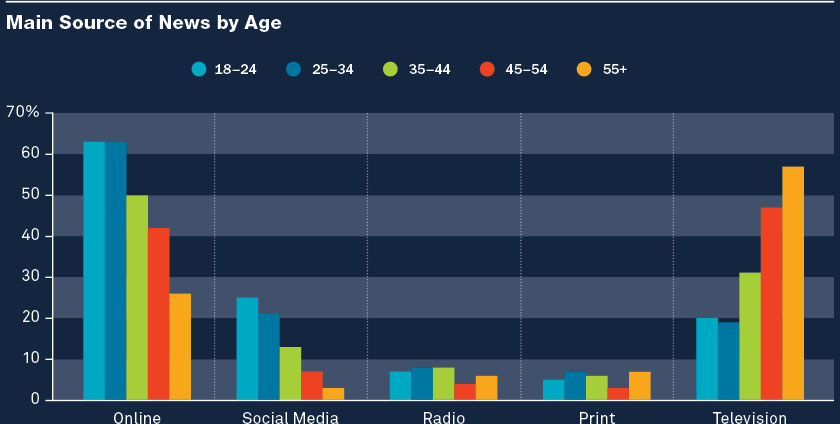 Main Source of News by Age
18–24 25–34 35–44 45–54 55+
70%
60
50
40
30
20
10
0
Online Social Media Radio Print Television